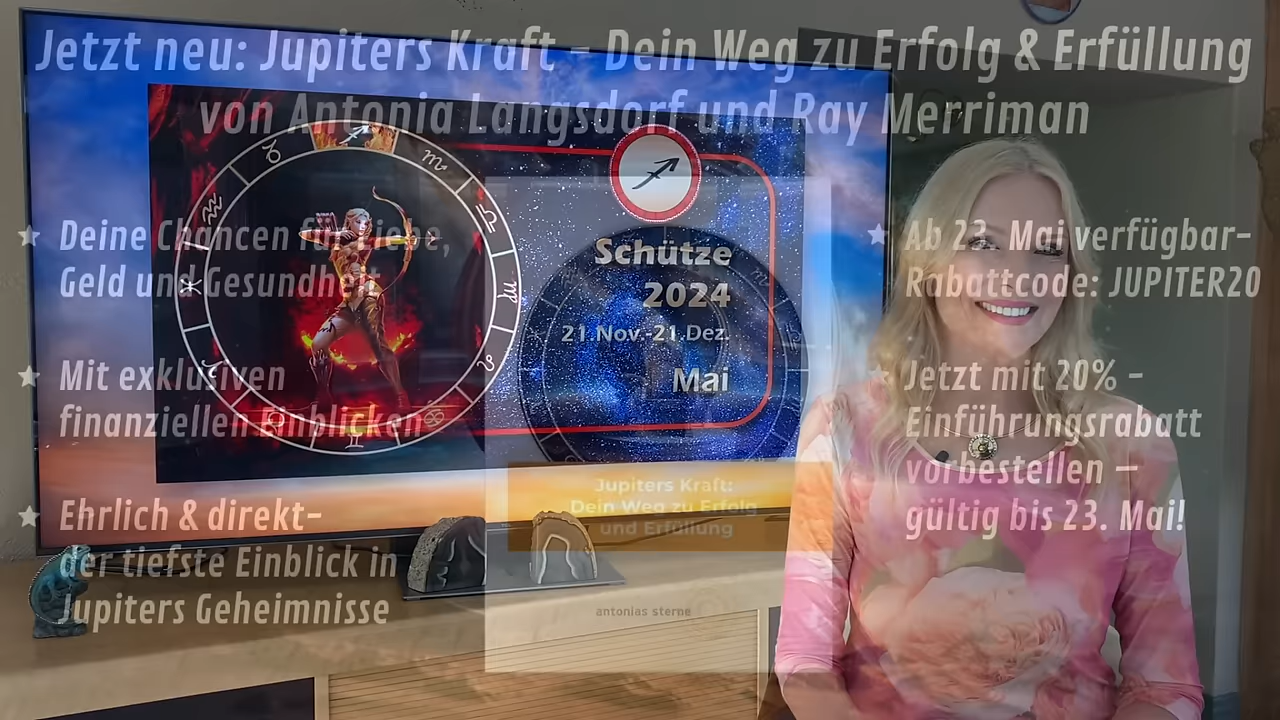 Jetzt neu: Jupiters Kraft – Dein Weg zu Erfolg & Erfüllung
von Antonia Langsdorf und Ray Merriman
Deine Chancen für Liebe,
Geld und Gesundheit
Mit exklusiven
finanziellen Einblicken
Ehrlich & direkt–
der tiefste Einblick in
Jupiters Geheimnisse
Schütze
2024
21.Nov.-21.Dez.
Mai
du
Jupiters Kraft:
Dein Weg zu Erfolg
und Erfüllung
antonias sterne
Ab 23. Mai verfügbar–
Rabattcode: JUPITER20
Jetzt mit 20% –
Einführungsrabatt
vorbestellen –
gültig bis 23. Mai!